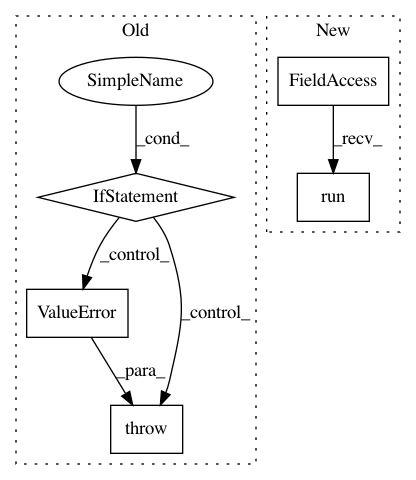 Old
New
SimpleName
FieldAccess
_cond_
_recv_
IfStatement
run
_control_
ValueError
_control_
_para_
throw